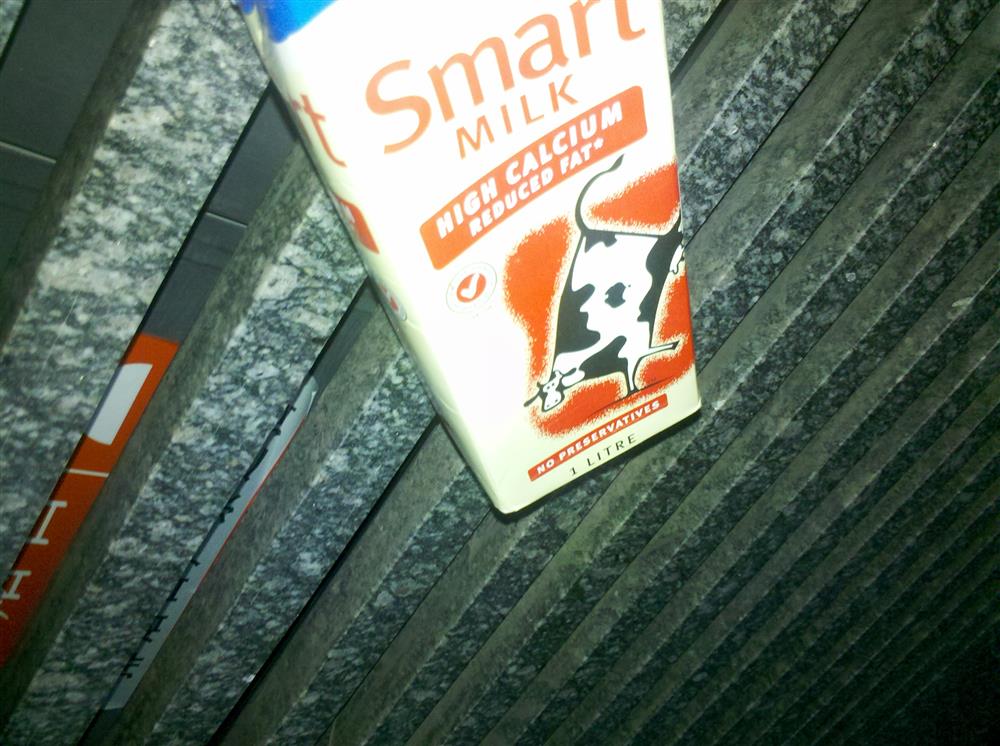 Smart
MILK
HIGH CALCIUM
REDUCED FAT*
NO PRESERVATIVES
1 LITRE